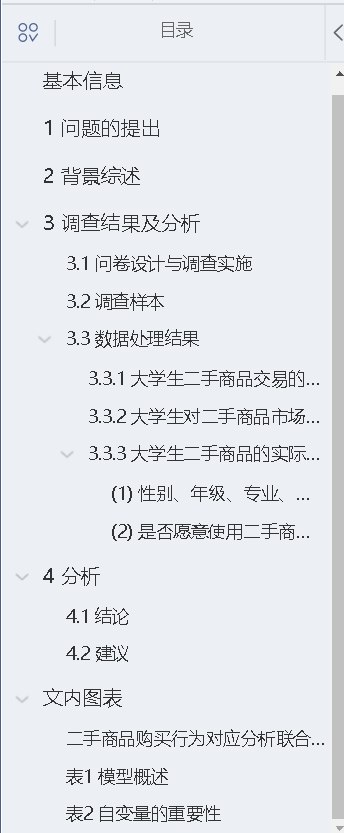 目录
基本信息
1 问题的提出
2 背景综述
3 调查结果及分析
3.1 问卷设计与调查实施
3.2 调查样本
3.3 数据处理结果
3.3.1 大学生二手商品交易的...
3.3.2 大学生对二手商品市场...
3.3.3 大学生二手商品的实际...
(1) 性别、年级、专业、...
(2) 是否愿意使用二手商...
4 分析
4.1 结论
4.2 建议
文内图表
二手商品购买行为对应分析联合...
表1 模型概述
表2 自变量的重要性